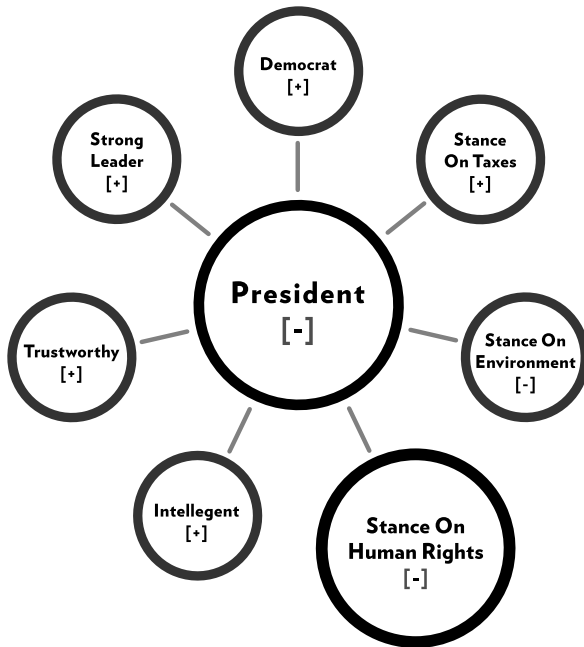 Democrat
[+]
Strong
Leader
[+]
Stance
On Taxes
[+]
President
[-]
Trustworthy
[+]
Stance On
Environment
[-]
Intellegent
[+]
Stance On
Human Rights
[-]